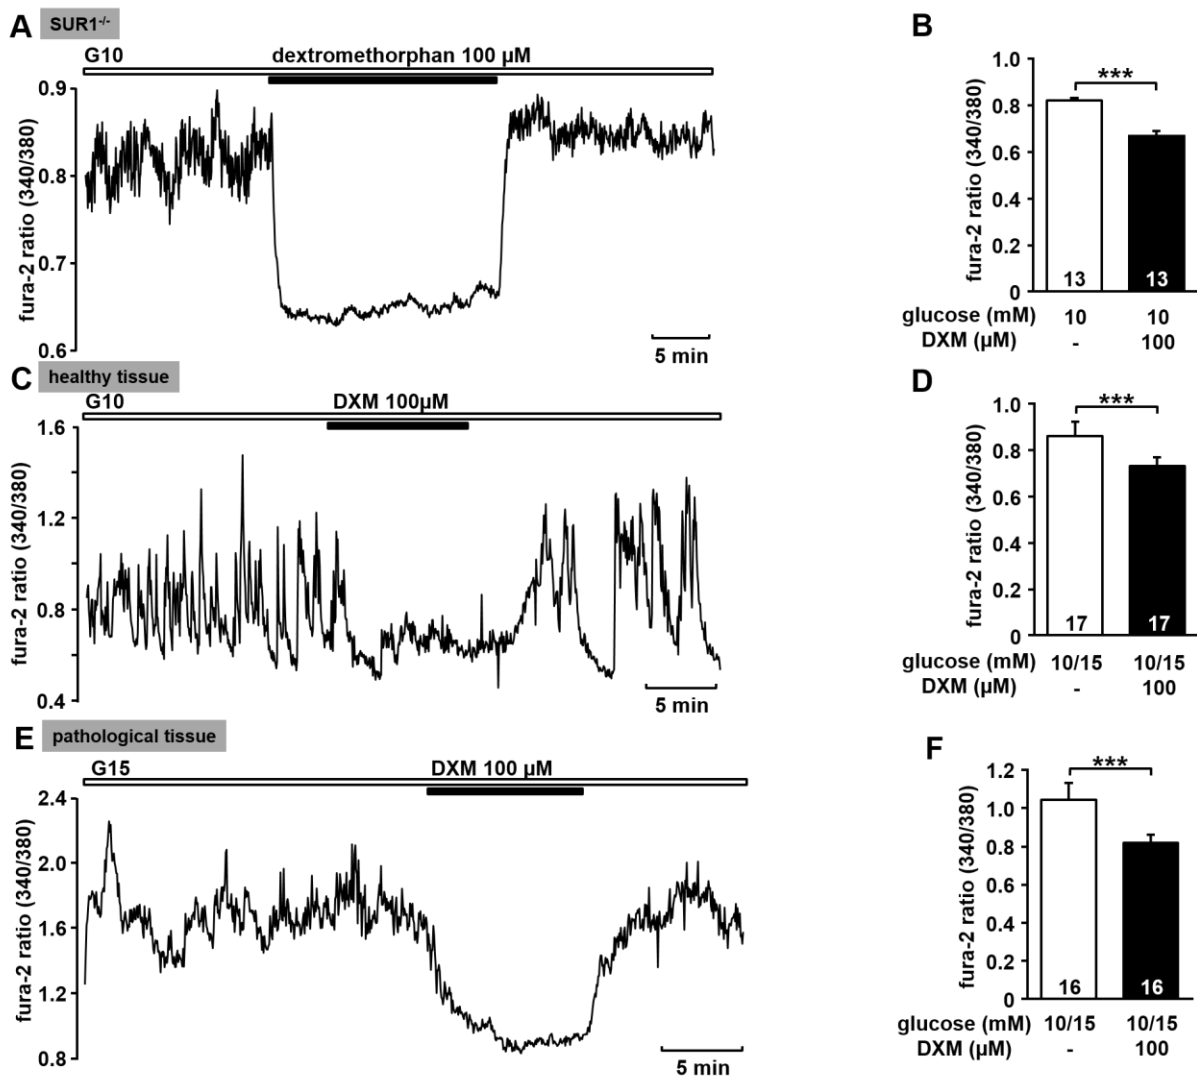 A SUR1-/-
G10 dextromethorphan 100 µM
fura-2 ratio (340/380)
0.9
0.8
0.7
0.6
5 min
B
***
fura-2 ratio (340/380)
1.0
0.8
0.6
0.4
0.2
0
13 13
glucose (mM) 10 10
DXM (µM) - 100
C healthy tissue
G10 DXM 100µM
fura-2 ratio (340/380)
1.6
1.2
0.8
0.4
5 min
D
***
fura-2 ratio (340/380)
1.0
0.8
0.6
0.4
0.2
0
17 17
glucose (mM) 10/15 10/15
DXM (µM) - 100
E pathological tissue
G15 DXM 100 µM
fura-2 ratio (340/380)
2.4
2.0
1.6
1.2
0.8
5 min
F
***
fura-2 ratio (340/380)
1.2
1.0
0.8
0.6
0.4
0.2
0
16 16
glucose (mM) 10/15 10/15
DXM (µM) - 100